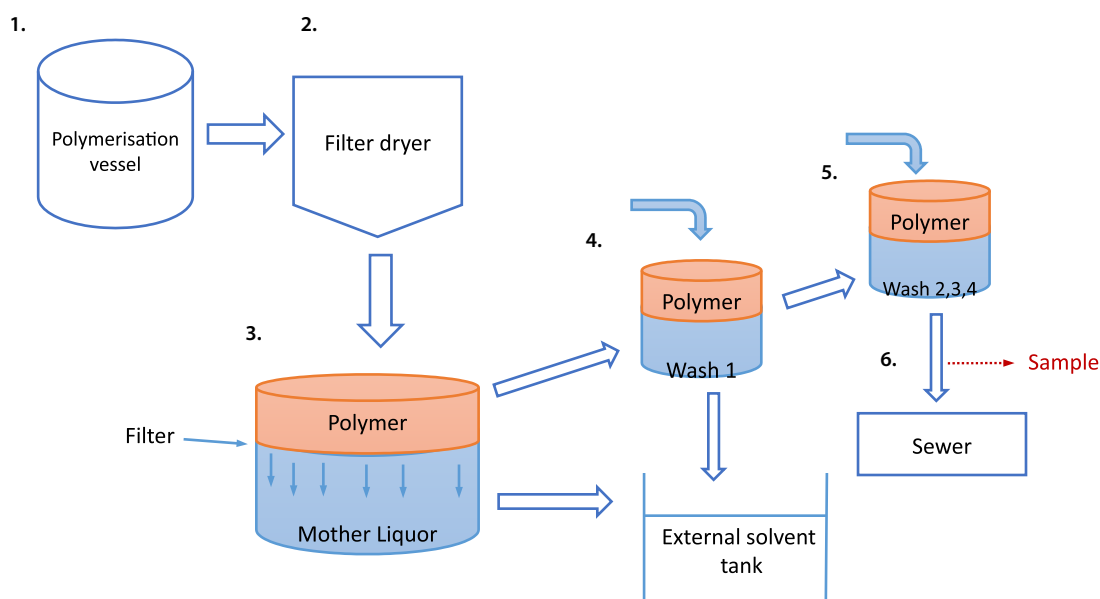 1.
Polymerisation
vessel
2.
Filter dryer
3.
Polymer
Filter
Mother Liquor
4.
Polymer
Wash 1
External solvent
tank
5.
Polymer
Wash 2,3,4
6.
Sample
Sewer